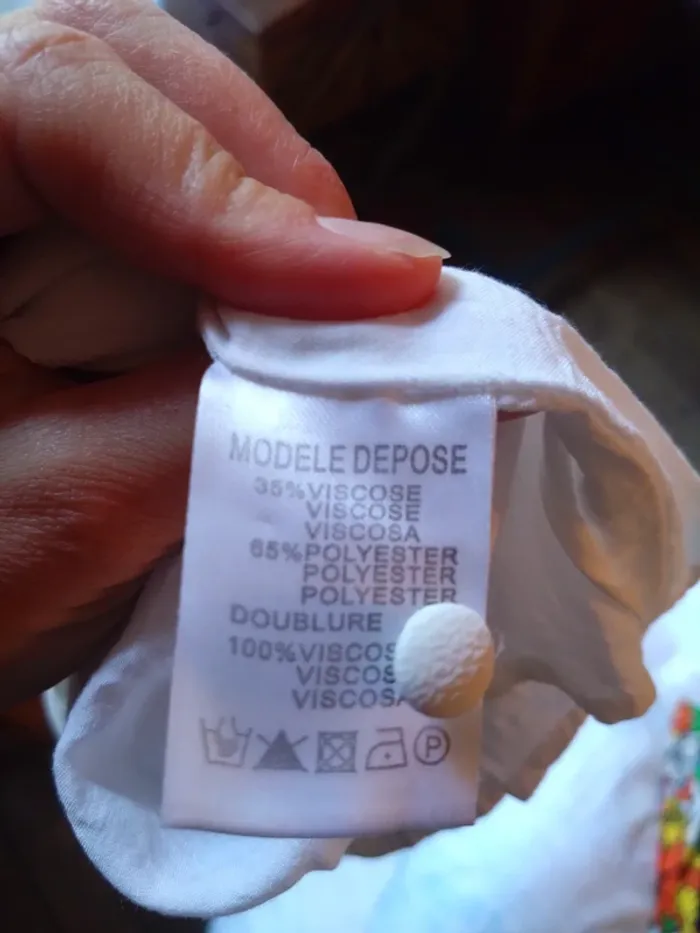 MODELE DEPOSE
35%VISCOSE
VISCOSE
VISCOSA
65%POLYESTER
POLYESTER
POLYESTER
DOUBLURE
100%VISCOS
VISCOS
VISCOSA
P